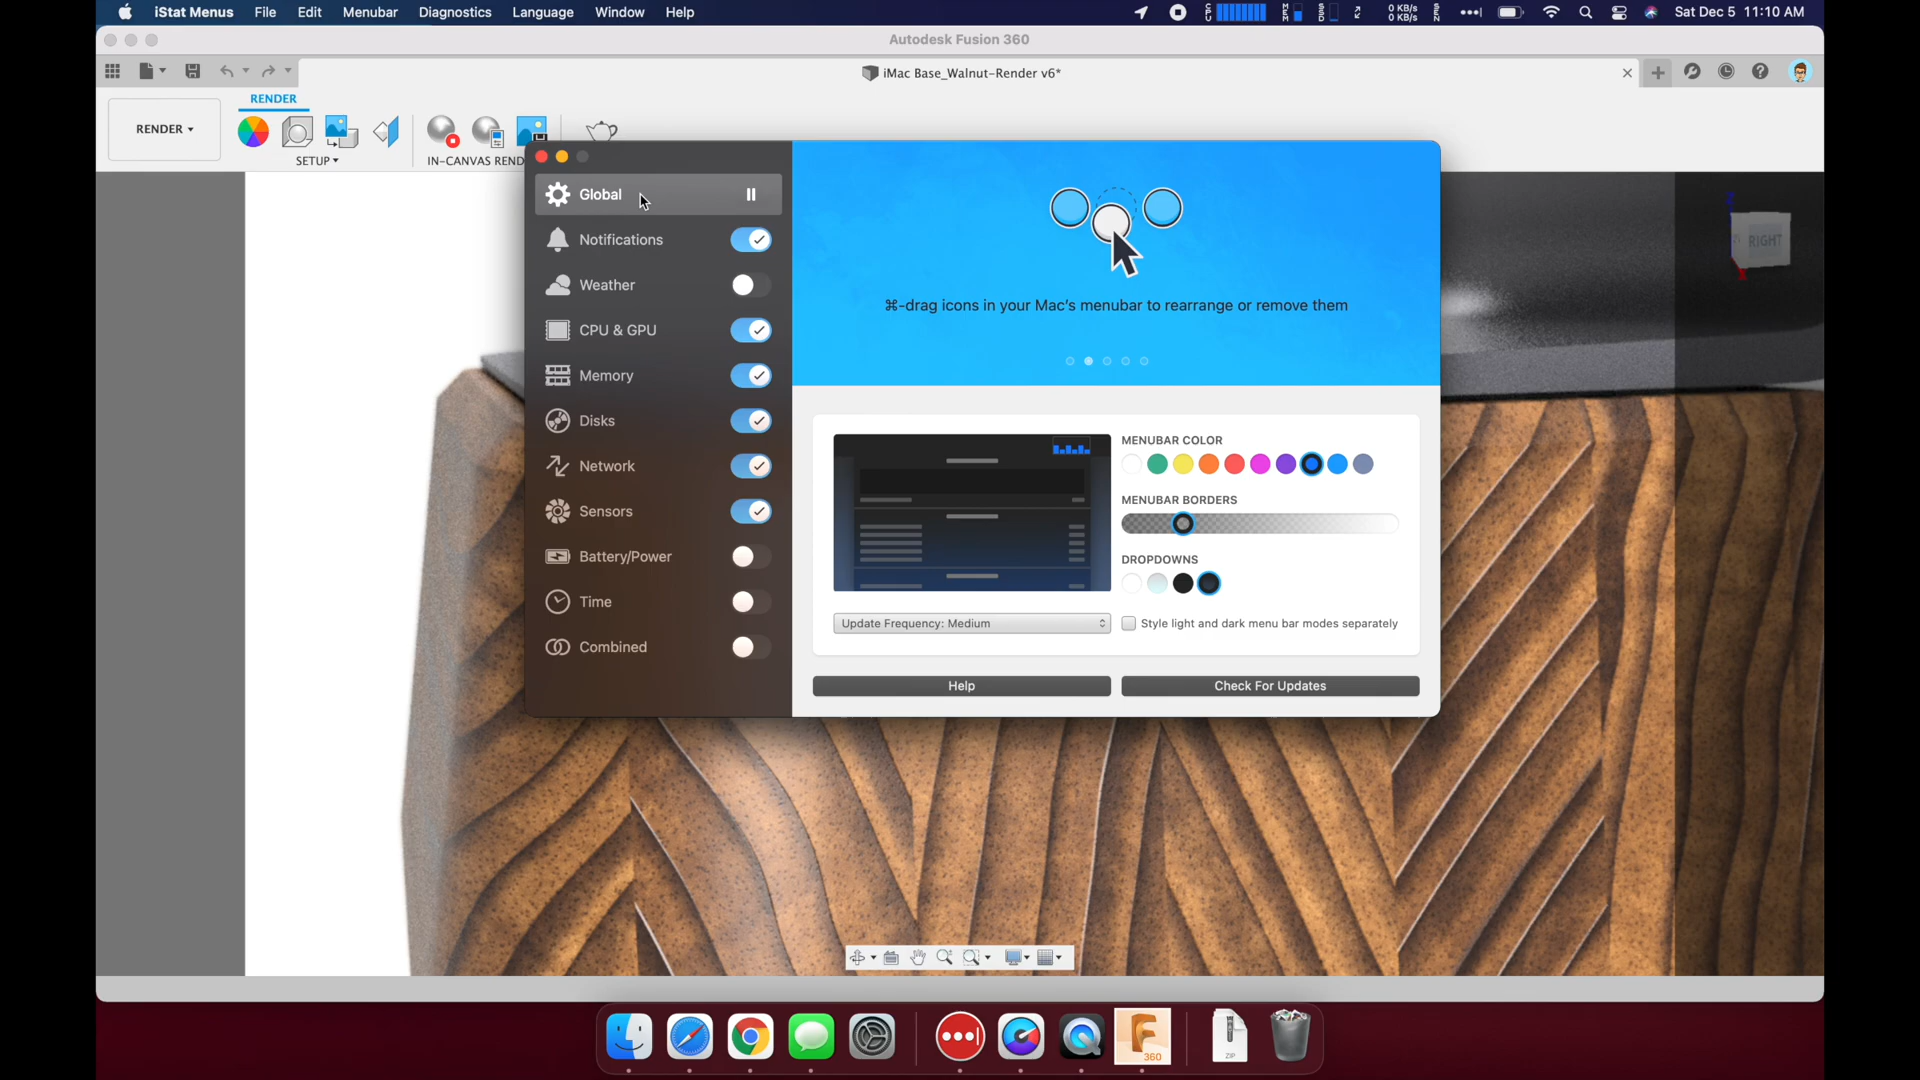 iStat Menus File Edit Menubar Diagnostics Language Window Help
CPU MEM SSD 0 KB/s 0 KB/s SEN Sat Dec 5 11:10 AM
Autodesk Fusion 360
iMac Base_Walnut-Render v6*
RENDER
RENDER
SETUP
IN-CANVAS REND
RIGHT
Global
Notifications
Weather
CPU & GPU
Memory
Disks
Network
Sensors
Battery/Power
Time
Combined
⌘-drag icons in your Mac's menubar to rearrange or remove them
MENUBAR COLOR
MENUBAR BORDERS
DROPDOWNS
Update Frequency: Medium
Style light and dark menu bar modes separately
Help
Check For Updates
360
ZIP